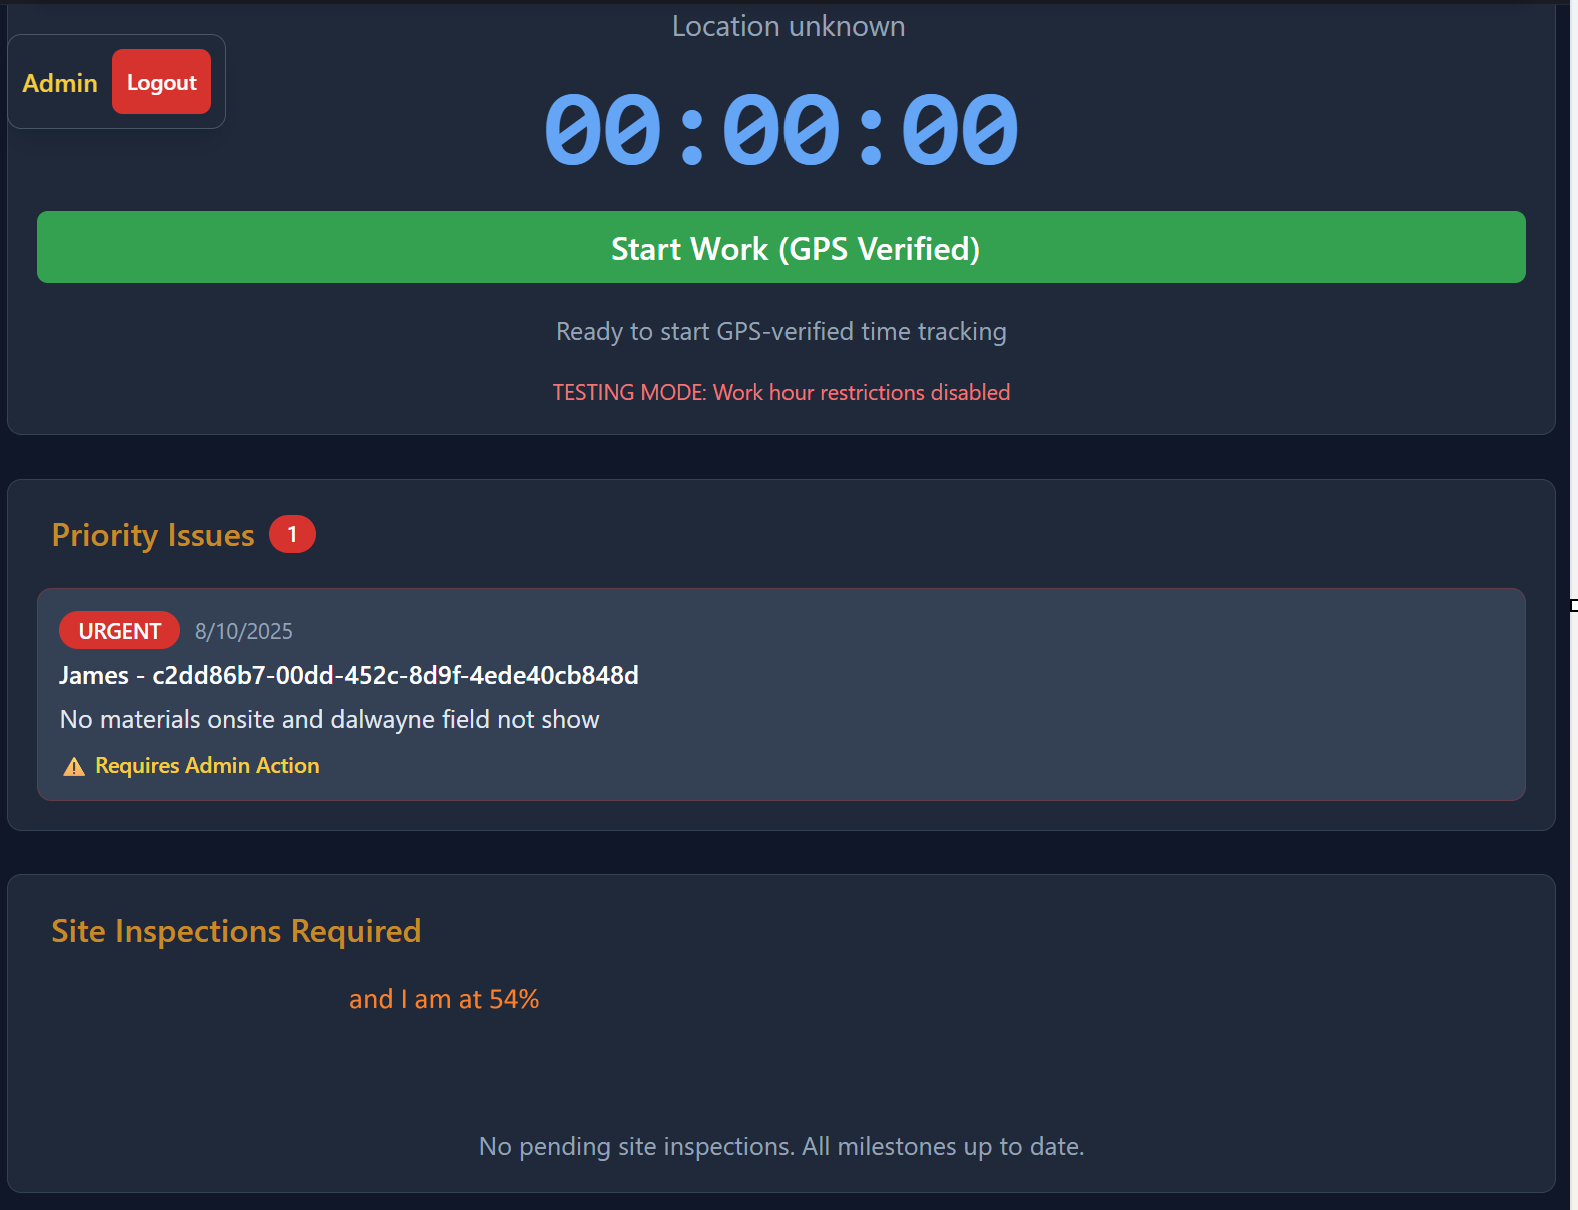 Location unknown
Admin
Logout
00:00:00
Start Work (GPS Verified)
Ready to start GPS-verified time tracking
TESTING MODE: Work hour restrictions disabled
Priority Issues 1
URGENT 8/10/2025
James - c2dd86b7-00dd-452c-8d9f-4ede40cb848d
No materials onsite and dalwayne field not show
Requires Admin Action
Site Inspections Required
and I am at 54%
No pending site inspections. All milestones up to date.